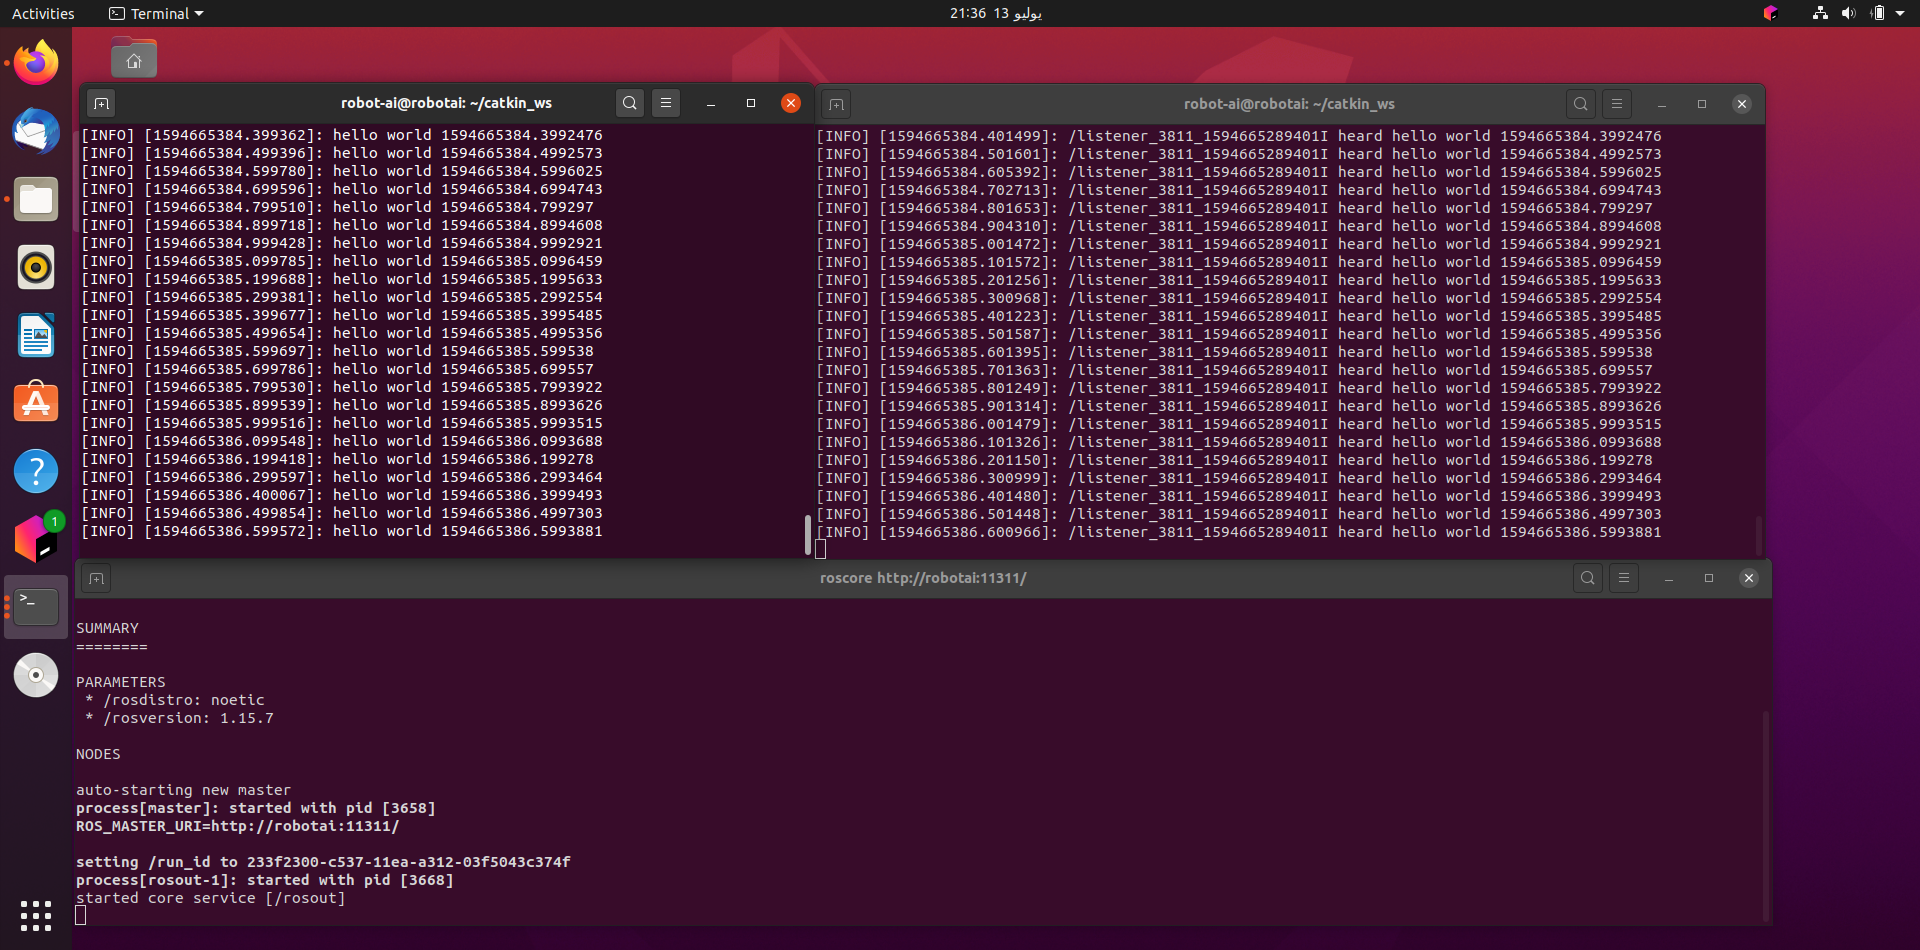 Activities
Terminal
21:36 13 يوليو
robot-ai@robotai: ~/catkin_ws
[INFO] [1594665384.399362]: hello world 1594665384.3992476
[INFO] [1594665384.499396]: hello world 1594665384.4992573
[INFO] [1594665384.599780]: hello world 1594665384.5996025
[INFO] [1594665384.699596]: hello world 1594665384.6994743
[INFO] [1594665384.799510]: hello world 1594665384.799297
[INFO] [1594665384.899718]: hello world 1594665384.8994608
[INFO] [1594665384.999428]: hello world 1594665384.9992921
[INFO] [1594665385.099785]: hello world 1594665385.0996459
[INFO] [1594665385.199688]: hello world 1594665385.1995633
[INFO] [1594665385.299381]: hello world 1594665385.2992554
[INFO] [1594665385.399677]: hello world 1594665385.3995485
[INFO] [1594665385.499654]: hello world 1594665385.4995356
[INFO] [1594665385.599697]: hello world 1594665385.599538
[INFO] [1594665385.699786]: hello world 1594665385.699557
[INFO] [1594665385.799530]: hello world 1594665385.7993922
[INFO] [1594665385.899539]: hello world 1594665385.8993626
[INFO] [1594665385.999516]: hello world 1594665385.9993515
[INFO] [1594665386.099548]: hello world 1594665386.0993688
[INFO] [1594665386.199418]: hello world 1594665386.199278
[INFO] [1594665386.299597]: hello world 1594665386.2993464
[INFO] [1594665386.400067]: hello world 1594665386.3999493
[INFO] [1594665386.499854]: hello world 1594665386.4997303
[INFO] [1594665386.599572]: hello world 1594665386.5993881
robot-ai@robotai: ~/catkin_ws
[INFO] [1594665384.401499]: /listener_3811_1594665289401I heard hello world 1594665384.3992476
[INFO] [1594665384.501601]: /listener_3811_1594665289401I heard hello world 1594665384.4992573
[INFO] [1594665384.605392]: /listener_3811_1594665289401I heard hello world 1594665384.5996025
[INFO] [1594665384.702713]: /listener_3811_1594665289401I heard hello world 1594665384.6994743
[INFO] [1594665384.801653]: /listener_3811_1594665289401I heard hello world 1594665384.799297
[INFO] [1594665384.904310]: /listener_3811_1594665289401I heard hello world 1594665384.8994608
[INFO] [1594665385.001472]: /listener_3811_1594665289401I heard hello world 1594665384.9992921
[INFO] [1594665385.101572]: /listener_3811_1594665289401I heard hello world 1594665385.0996459
[INFO] [1594665385.201256]: /listener_3811_1594665289401I heard hello world 1594665385.1995633
[INFO] [1594665385.300968]: /listener_3811_1594665289401I heard hello world 1594665385.2992554
[INFO] [1594665385.401223]: /listener_3811_1594665289401I heard hello world 1594665385.3995485
[INFO] [1594665385.501587]: /listener_3811_1594665289401I heard hello world 1594665385.4995356
[INFO] [1594665385.601395]: /listener_3811_1594665289401I heard hello world 1594665385.599538
[INFO] [1594665385.701363]: /listener_3811_1594665289401I heard hello world 1594665385.699557
[INFO] [1594665385.801249]: /listener_3811_1594665289401I heard hello world 1594665385.7993922
[INFO] [1594665385.901314]: /listener_3811_1594665289401I heard hello world 1594665385.8993626
[INFO] [1594665386.001479]: /listener_3811_1594665289401I heard hello world 1594665385.9993515
[INFO] [1594665386.101326]: /listener_3811_1594665289401I heard hello world 1594665386.0993688
[INFO] [1594665386.201150]: /listener_3811_1594665289401I heard hello world 1594665386.199278
[INFO] [1594665386.300999]: /listener_3811_1594665289401I heard hello world 1594665386.2993464
[INFO] [1594665386.401480]: /listener_3811_1594665289401I heard hello world 1594665386.3999493
[INFO] [1594665386.501448]: /listener_3811_1594665289401I heard hello world 1594665386.4997303
[INFO] [1594665386.600966]: /listener_3811_1594665289401I heard hello world 1594665386.5993881
1
roscore http://robotai:11311/
SUMMARY
========
PARAMETERS
* /rosdistro: noetic
* /rosversion: 1.15.7
NODES
auto-starting new master
process[master]: started with pid [3658]
ROS_MASTER_URI=http://robotai:11311/
setting /run_id to 233f2300-c537-11ea-a312-03f5043c374f
process[rosout-1]: started with pid [3668]
started core service [/rosout]